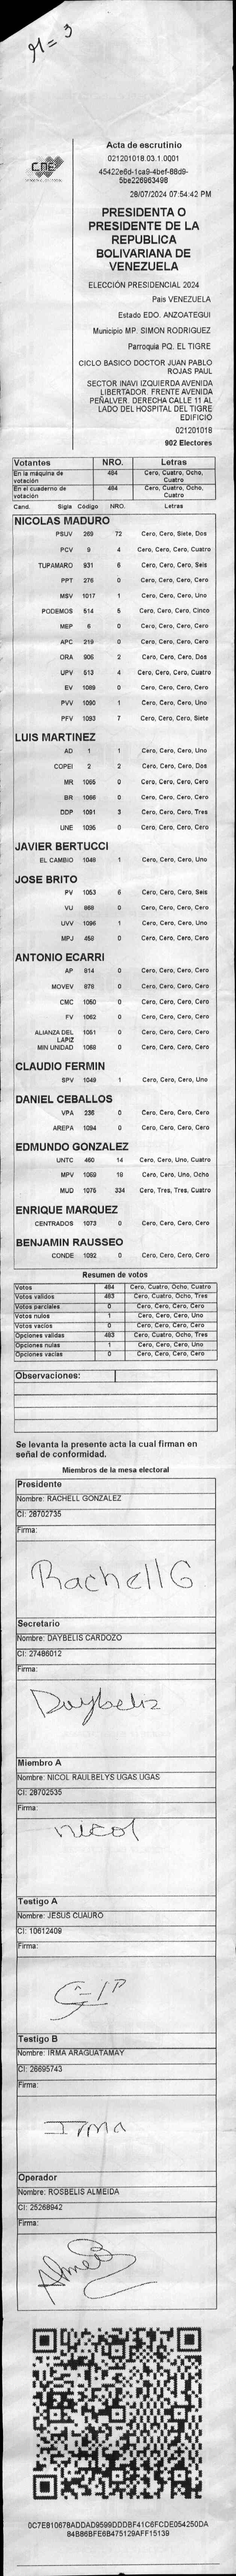 M= 3
CNE
Acta de escrutinio
021201018.03.1.0001
45422e6d-1ca9-4bef-88d9-
5be226963498
28/07/2024 07:54:42 PM
PRESIDENTA O
PRESIDENTE DE LA
REPUBLICA
BOLIVARIANA DE
VENEZUELA
ELECCIÓN PRESIDENCIAL 2024
Pais VENEZUELA
Estado EDO. ANZOATEGUI
Municipio MP. SIMON RODRIGUEZ
Parroquia PQ. EL TIGRE
CICLO BASICO DOCTOR JUAN PABLO
ROJAS PAUL
SECTOR INAVI IZQUIERDA AVENIDA
LIBERTADOR. FRENTE AVENIDA
PEÑALVER. DERECHA CALLE 11 AL
LADO DEL HOSPITAL DEL TIGRE
EDIFICIO
021201018
902 Electores
Votantes NRO. Letras
En la máquina de votación 484 Cero, Cuatro, Ocho, Cuatro
En el cuaderno de votación 484 Cero, Cuatro, Ocho, Cuatro
Cand. Sigla Código NRO. Letras
NICOLAS MADURO
PSUV 269 72 Cero, Cero, Siete, Dos
PCV 9 4 Cero, Cero, Cero, Cuatro
TUPAMARO 931 6 Cero, Cero, Cero, Seis
PPT 276 0 Cero, Cero, Cero, Cero
MSV 1017 1 Cero, Cero, Cero, Uno
PODEMOS 514 5 Cero, Cero, Cero, Cinco
MEP 6 0 Cero, Cero, Cero, Cero
APC 219 0 Cero, Cero, Cero, Cero
ORA 906 2 Cero, Cero, Cero, Dos
UPV 513 4 Cero, Cero, Cero, Cuatro
EV 1089 0 Cero, Cero, Cero, Cero
PVV 1090 1 Cero, Cero, Cero, Uno
PFV 1093 7 Cero, Cero, Cero, Siete
LUIS MARTINEZ
AD 1 1 Cero, Cero, Cero, Uno
COPEI 2 2 Cero, Cero, Cero, Dos
MR 1065 0 Cero, Cero, Cero, Cero
BR 1086 0 Cero, Cero, Cero, Cero
DDP 1091 3 Cero, Cero, Cero, Tres
UNE 1095 0 Cero, Cero, Cero, Cero
JAVIER BERTUCCI
EL CAMBIO 1048 1 Cero, Cero, Cero, Uno
JOSE BRITO
PV 1053 6 Cero, Cero, Cero, Seis
VU 868 0 Cero, Cero, Cero, Cero
UVV 1096 1 Cero, Cero, Cero, Uno
MPJ 458 0 Cero, Cero, Cero, Cero
ANTONIO ECARRI
AP 814 0 Cero, Cero, Cero, Cero
MOVEV 878 0 Cero, Cero, Cero, Cero
CMC 1050 0 Cero, Cero, Cero, Cero
FV 1062 0 Cero, Cero, Cero, Cero
ALIANZA DEL LAPIZ 1051 0 Cero, Cero, Cero, Cero
MIN UNIDAD 1068 0 Cero, Cero, Cero, Cero
CLAUDIO FERMIN
SPV 1049 1 Cero, Cero, Cero, Uno
DANIEL CEBALLOS
VPA 236 0 Cero, Cero, Cero, Cero
AREPA 1094 0 Cero, Cero, Cero, Cero
EDMUNDO GONZALEZ
UNTC 460 14 Cero, Cero, Uno, Cuatro
MPV 1069 18 Cero, Cero, Uno, Ocho
MUD 1075 334 Cero, Tres, Tres, Cuatro
ENRIQUE MARQUEZ
CENTRADOS 1073 0 Cero, Cero, Cero, Cero
BENJAMIN RAUSSEO
CONDE 1092 0 Cero, Cero, Cero, Cero
Resumen de votos
Votos 484 Cero, Cuatro, Ocho, Cuatro
Votos validos 483 Cero, Cuatro, Ocho, Tres
Votos parciales 0 Cero, Cero, Cero, Cero
Votos nulos 1 Cero, Cero, Cero, Uno
Votos vacios 0 Cero, Cero, Cero, Cero
Opciones validas 483 Cero, Cuatro, Ocho, Tres
Opciones nulas 1 Cero, Cero, Cero, Uno
Opciones vacias 0 Cero, Cero, Cero, Cero
Observaciones:
Se levanta la presente acta la cual firman en
señal de conformidad.
Miembros de la mesa electoral
Presidente
Nombre: RACHELL GONZALEZ
CI: 28702735
Firma:
Rachell G
Secretario
Nombre: DAYBELIS CARDOZO
CI: 27486012
Firma:
Daybelis
Miembro A
Nombre: NICOL RAULBELYS UGAS UGAS
CI: 28702535
Firma:
nicol
Testigo A
Nombre: JESUS CUAURO
CI: 10612409
Firma:
Testigo B
Nombre: IRMA ARAGUATAMAY
CI: 26695743
Firma:
Irma
Operador
Nombre: ROSBELIS ALMEIDA
CI: 25268942
Firma:
0C7E810678ADDAD9599DDDBF41C6FCDE054250DA
84B86BFE6B475129AFF15139